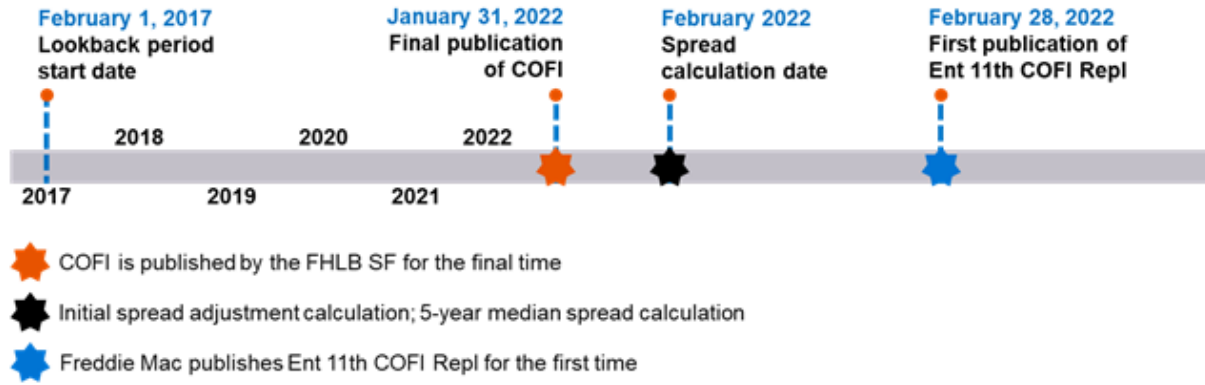 February 1, 2017
Lookback period
start date
January 31, 2022
Final publication
of COFI
February 2022
Spread
calculation date
February 28, 2022
First publication of
Ent 11th COFI Repl
2018
2020
2022
2017
2019
2021
COFI is published by the FHLB SF for the final time
Initial spread adjustment calculation; 5-year median spread calculation
Freddie Mac publishes Ent 11th COFI Repl for the first time